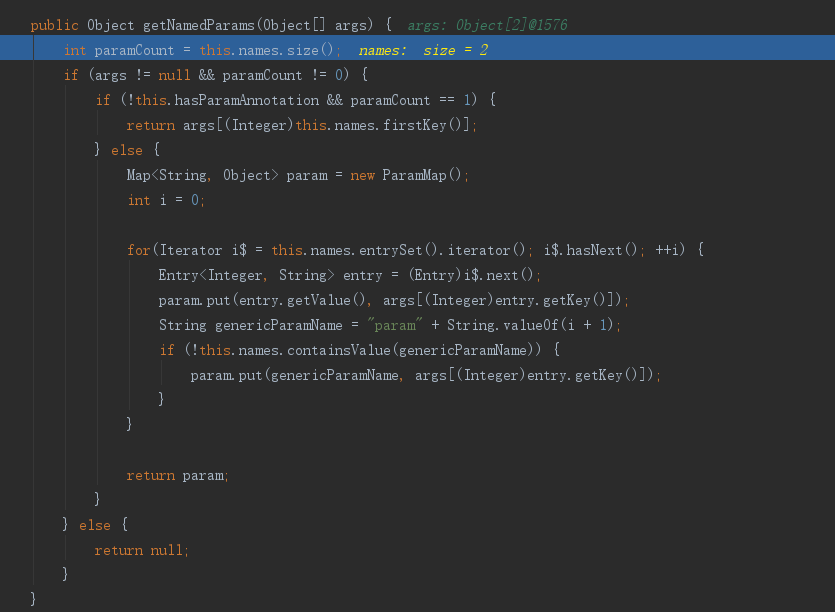 public Object getNamedParams(Object[] args) {  args: Object[2]@1576
    int paramCount = this.names.size();  names:  size = 2
    if (args != null && paramCount != 0) {
        if (!this.hasParamAnnotation && paramCount == 1) {
            return args[(Integer)this.names.firstKey()];
        } else {
            Map<String, Object> param = new ParamMap();
            int i = 0;
            for(Iterator i$ = this.names.entrySet().iterator(); i$.hasNext(); ++i) {
                Entry<Integer, String> entry = (Entry)i$.next();
                param.put(entry.getValue(), args[(Integer)entry.getKey()]);
                String genericParamName = "param" + String.valueOf(i + 1);
                if (!this.names.containsValue(genericParamName)) {
                    param.put(genericParamName, args[(Integer)entry.getKey()]);
                }
            }
            return param;
        }
    } else {
        return null;
    }
}